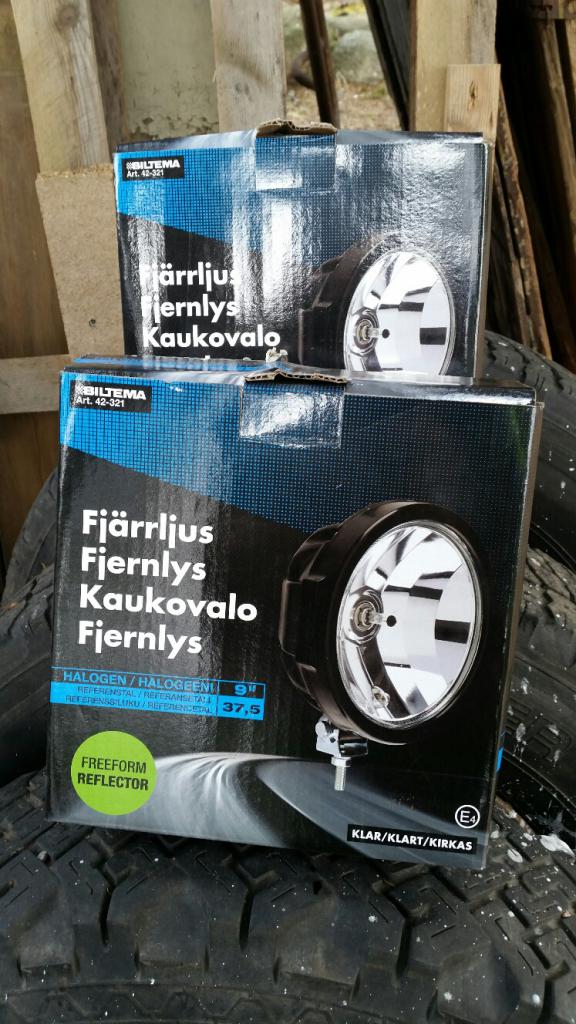 BILTEMA
Art. 42-321
Fjärrljus
Fjernlys
Kaukovalo
BILTEMA
Art. 42-321
Fjärrljus
Fjernlys
Kaukovalo
Fjernlys
HALOGEN / HALOGEENI 9"
REFERENSTAL / REFERANSETALL
REFERENSSILUKU / REFERENCETAL 37,5
FREEFORM
REFLECTOR
E4
KLAR/KLART/KIRKAS